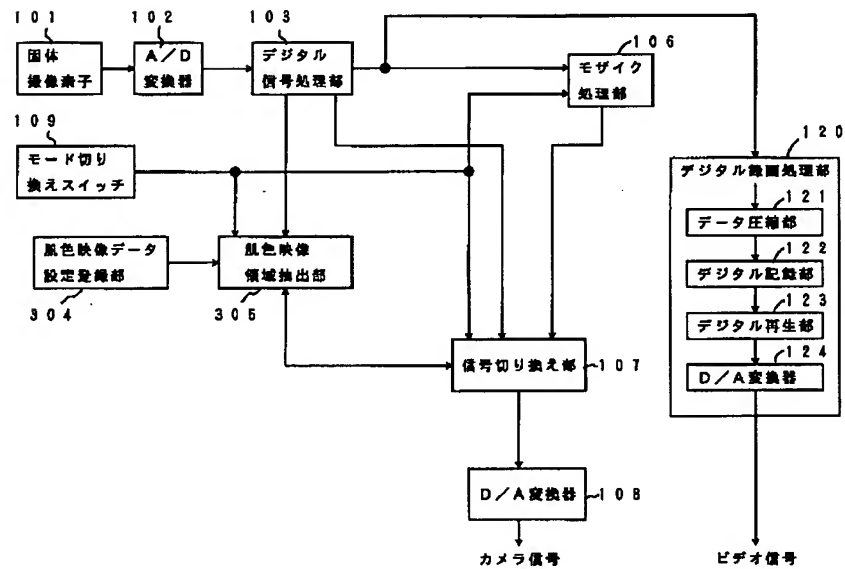 101
102
103
固体
撮像素子
A/D
変換器
デジタル
信号処理部
106
モザイク
処理部
109
モード切り
換えスイッチ
120
デジタル録画処理部
121
データ圧縮部
122
デジタル記録部
123
デジタル再生部
124
D/A変換器
肌色映像データ
設定登録部
304
肌色映像
領域抽出部
305
信号切り換え部
107
D/A変換器
108
カメラ信号
ビデオ信号